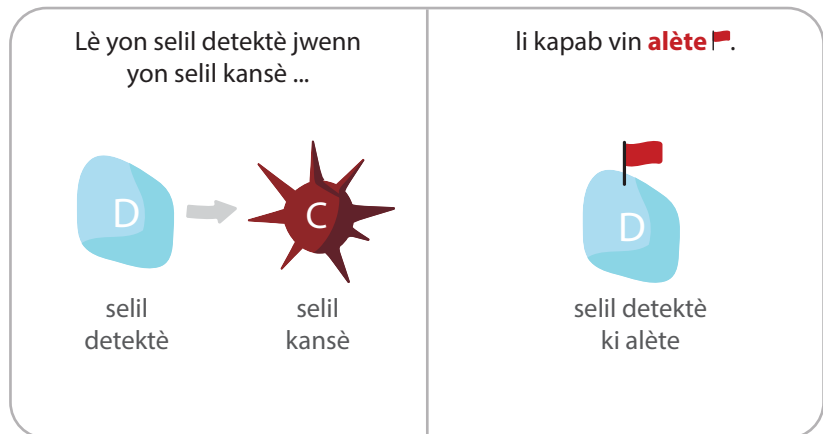 Lè yon selil detektè jwenn
yon selil kansè ...
D
C
selil
detektè
selil
kansè
li kapab vin alète.
D
selil detektè
ki alète